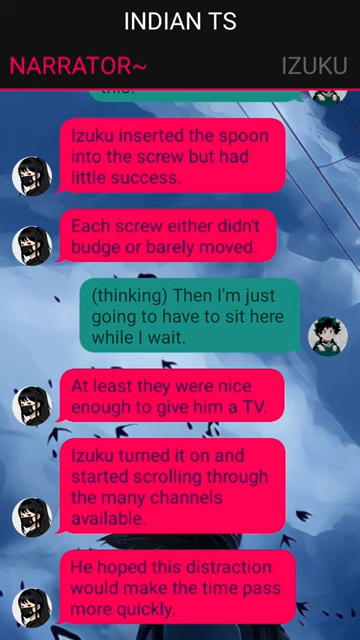 INDIAN TS
NARRATOR~ IZUKU
this.
Izuku inserted the spoon
into the screw but had
little success.
Each screw either didn't
budge or barely moved.
(thinking) Then I'm just
going to have to sit here
while I wait.
At least they were nice
enough to give him a TV.
Izuku turned it on and
started scrolling through
the many channels
available.
He hoped this distraction
would make the time pass
more quickly.